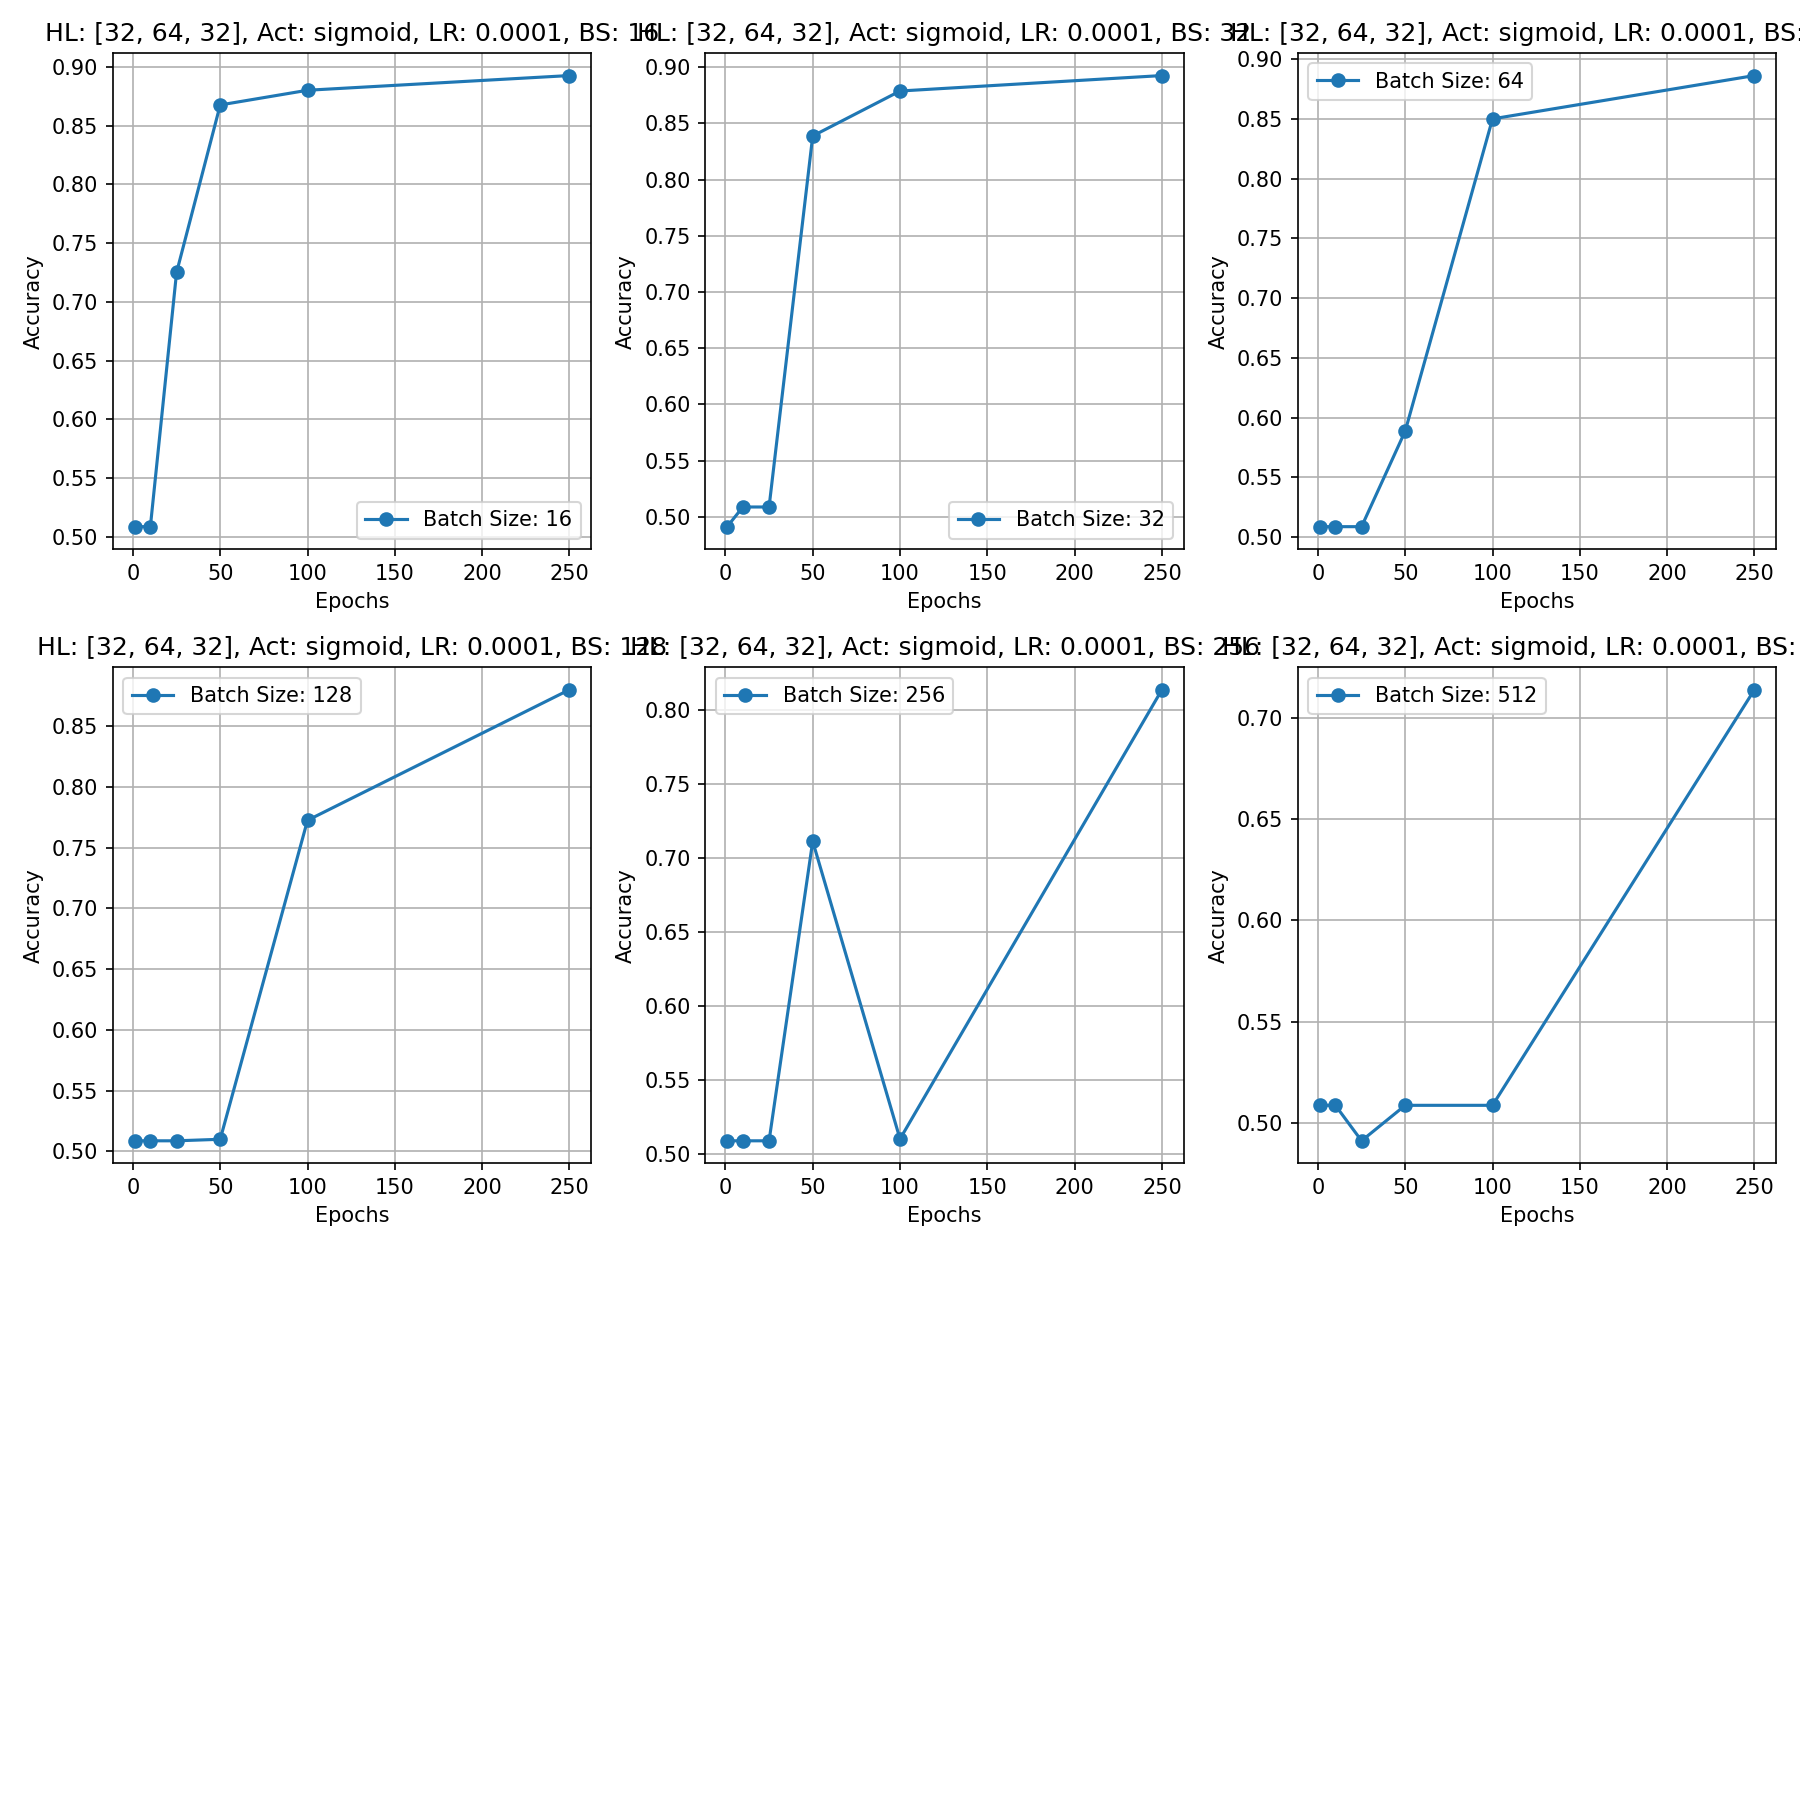 HL: [32, 64, 32], Act: sigmoid, LR: 0.0001, BS: 16
HL: [32, 64, 32], Act: sigmoid, LR: 0.0001, BS: 32
HL: [32, 64, 32], Act: sigmoid, LR: 0.0001, BS:
0.90
0.85
0.80
0.75
0.70
0.65
0.60
0.55
0.50
Accuracy
Batch Size: 16
0 50 100 150 200 250
Epochs
0.90
0.85
0.80
0.75
0.70
0.65
0.60
0.55
0.50
Accuracy
Batch Size: 32
0 50 100 150 200 250
Epochs
0.90
0.85
0.80
0.75
0.70
0.65
0.60
0.55
0.50
Accuracy
Batch Size: 64
0 50 100 150 200 250
Epochs
HL: [32, 64, 32], Act: sigmoid, LR: 0.0001, BS: 128
HL: [32, 64, 32], Act: sigmoid, LR: 0.0001, BS: 256
HL: [32, 64, 32], Act: sigmoid, LR: 0.0001, BS:
Batch Size: 128
0.85
0.80
0.75
0.70
0.65
0.60
0.55
0.50
Accuracy
0 50 100 150 200 250
Epochs
Batch Size: 256
0.80
0.75
0.70
0.65
0.60
0.55
0.50
Accuracy
0 50 100 150 200 250
Epochs
Batch Size: 512
0.70
0.65
0.60
0.55
0.50
Accuracy
0 50 100 150 200 250
Epochs